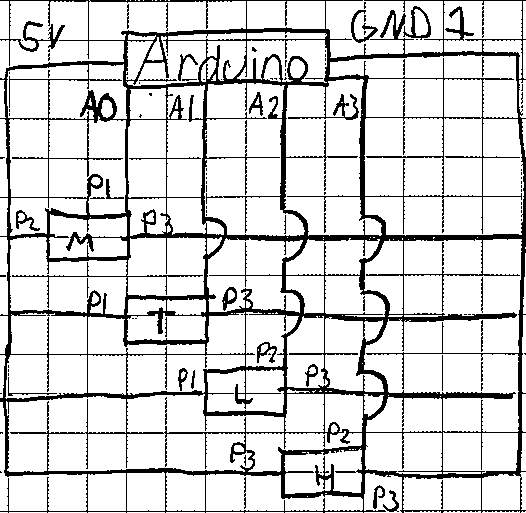 5V Arduino GND 1
A0 A1 A2 A3
P1
P2 M P3
P1 T P3
P2
P1 L P3
P2
P3 H
P3